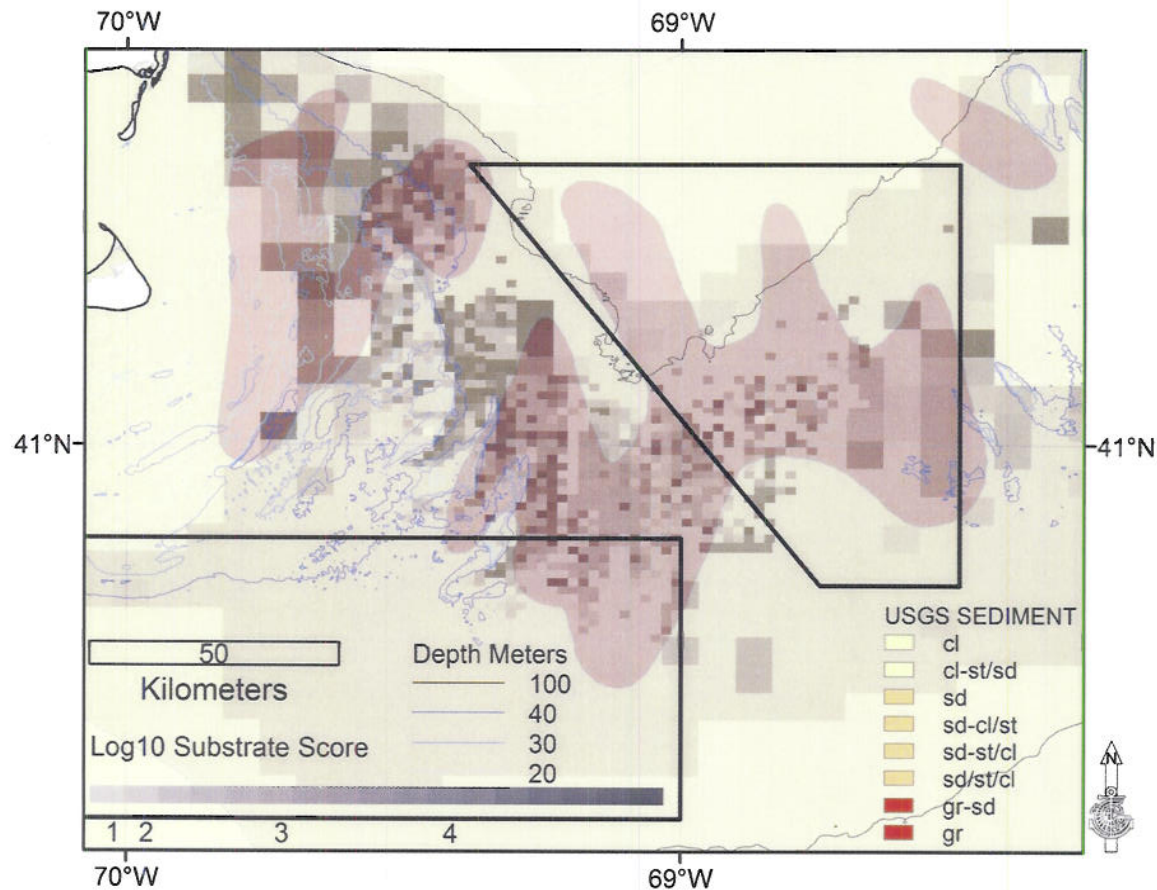 70°W
69°W
41°N
41°N
50
Kilometers
Depth Meters
100
40
30
20
Log10 Substrate Score
1 2 3 4
USGS SEDIMENT
cl
cl-st/sd
sd
sd-cl/st
sd-st/cl
sd/st/cl
gr-sd
gr
N
70°W
69°W